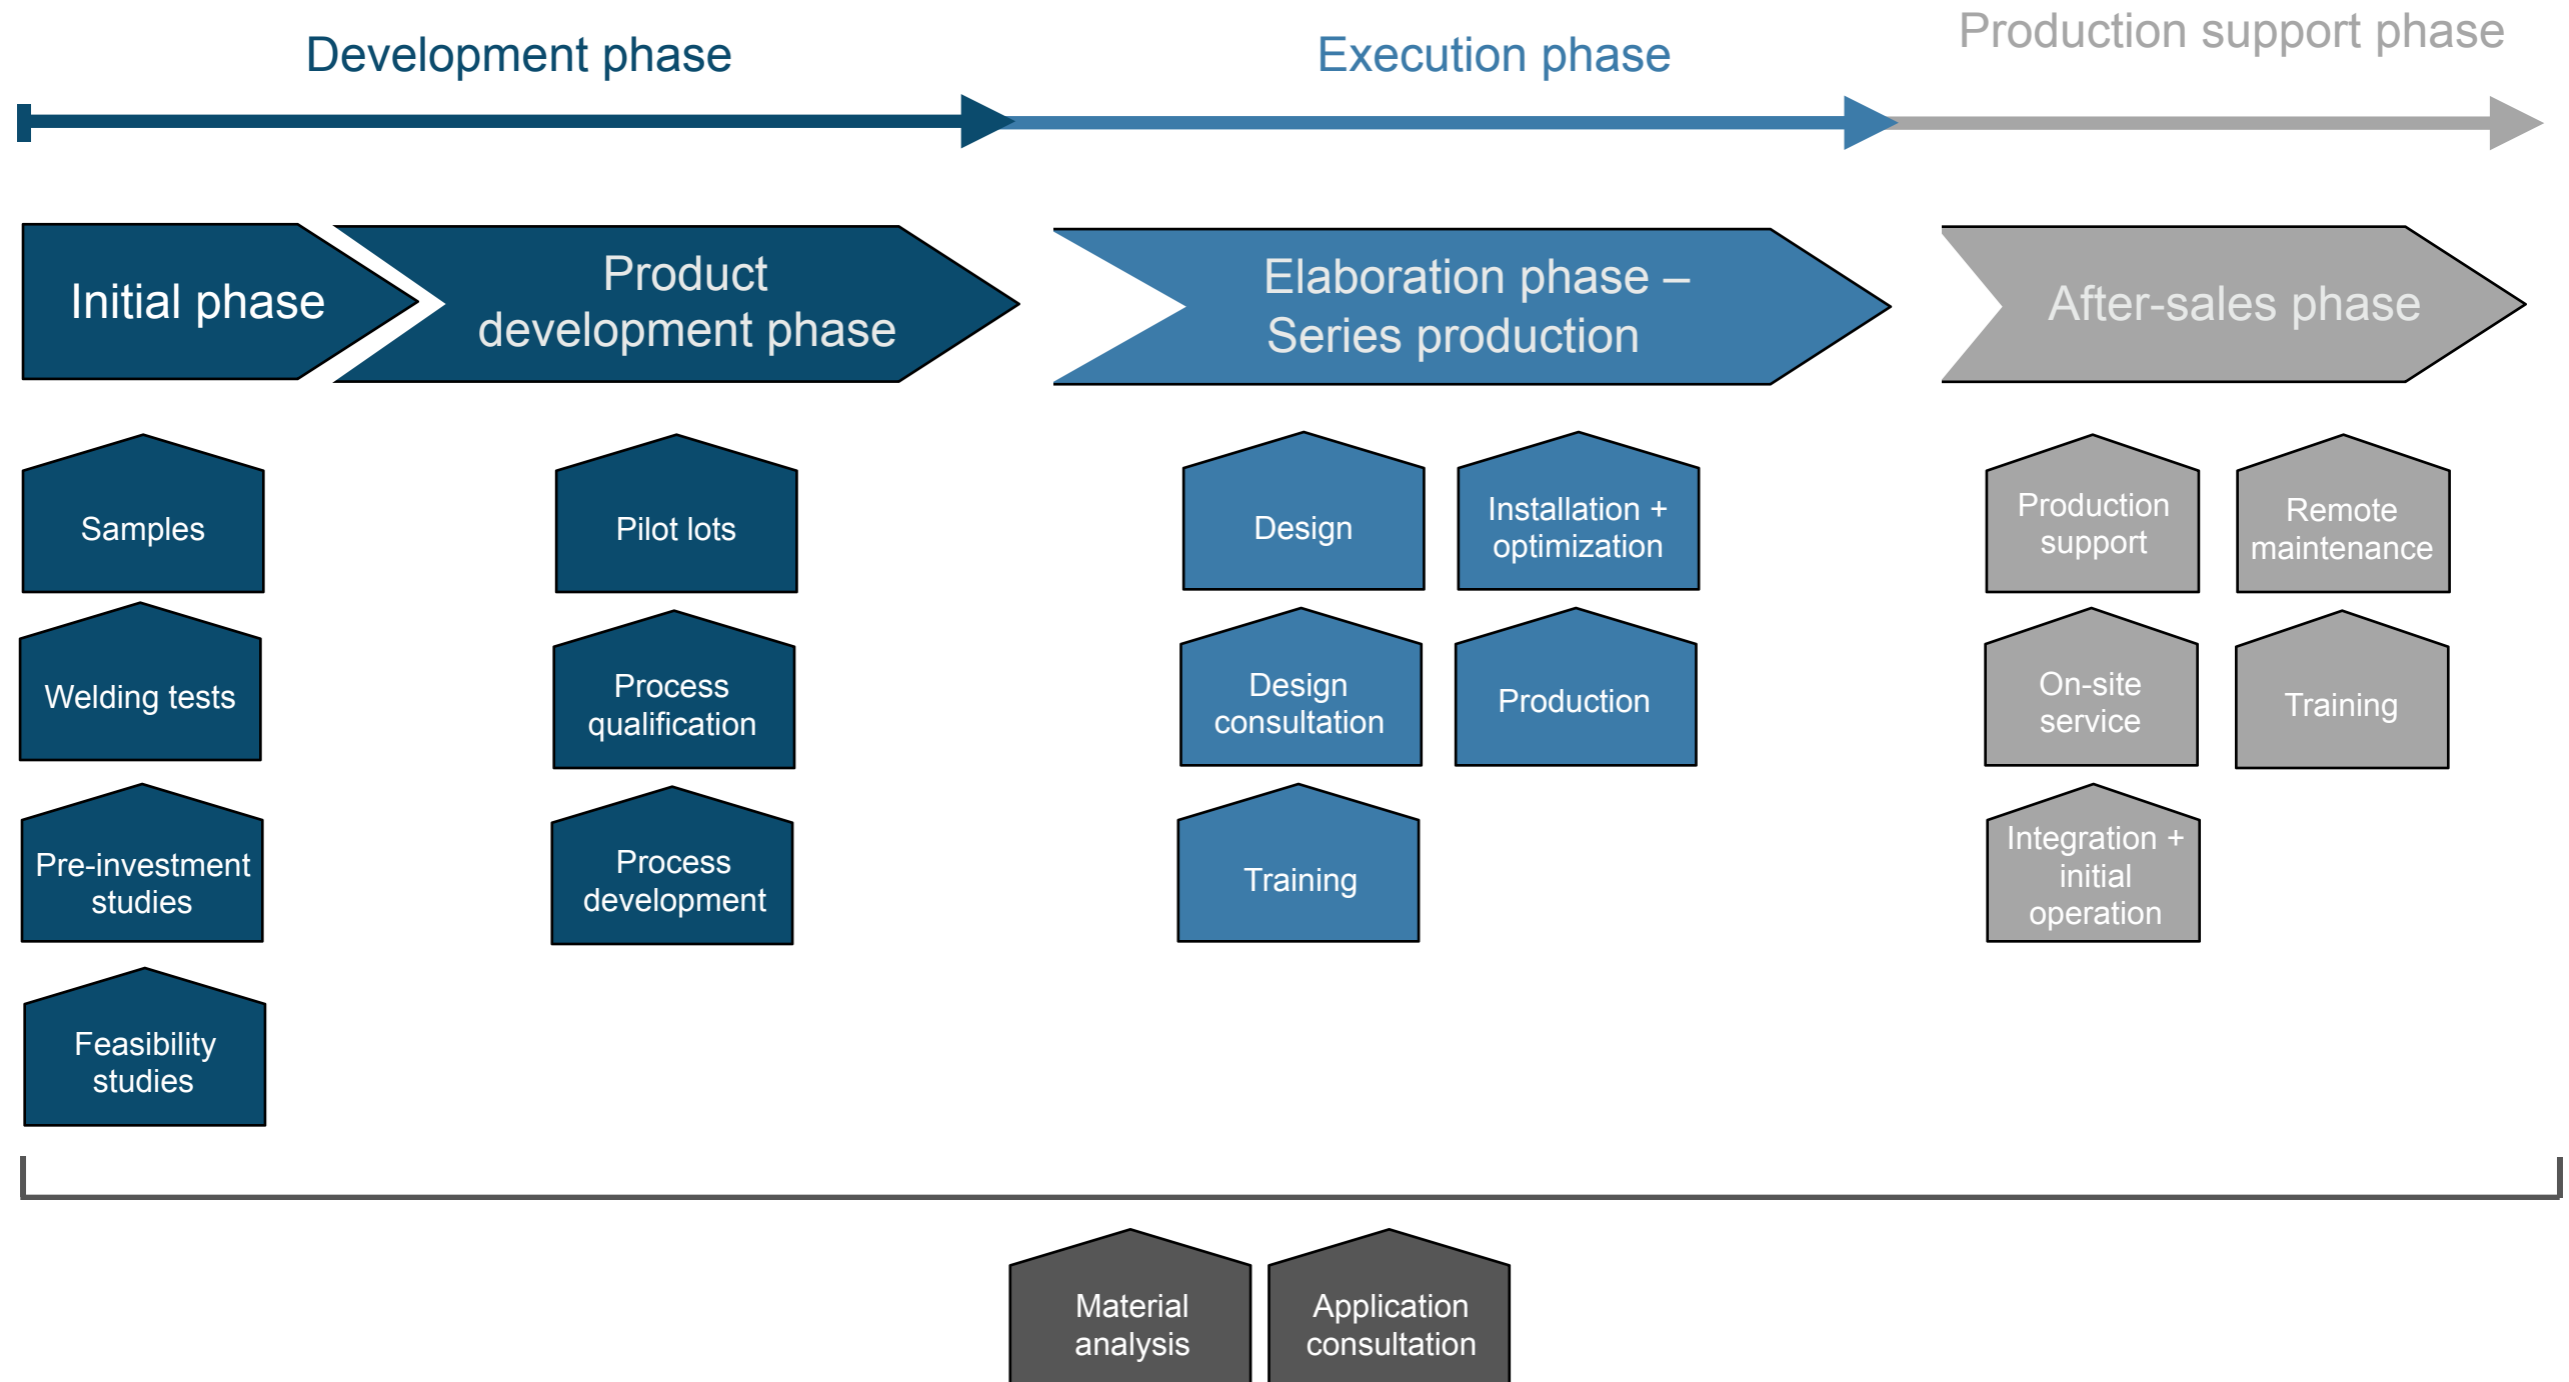 Development phase
Execution phase
Production support phase
Initial phase
Product
development phase
Elaboration phase –
Series production
After-sales phase
Samples
Welding tests
Pre-investment
studies
Feasibility
studies
Pilot lots
Process
qualification
Process
development
Design
Design
consultation
Training
Installation +
optimization
Production
Production
support
On-site
service
Integration +
initial
operation
Remote
maintenance
Training
Material
analysis
Application
consultation